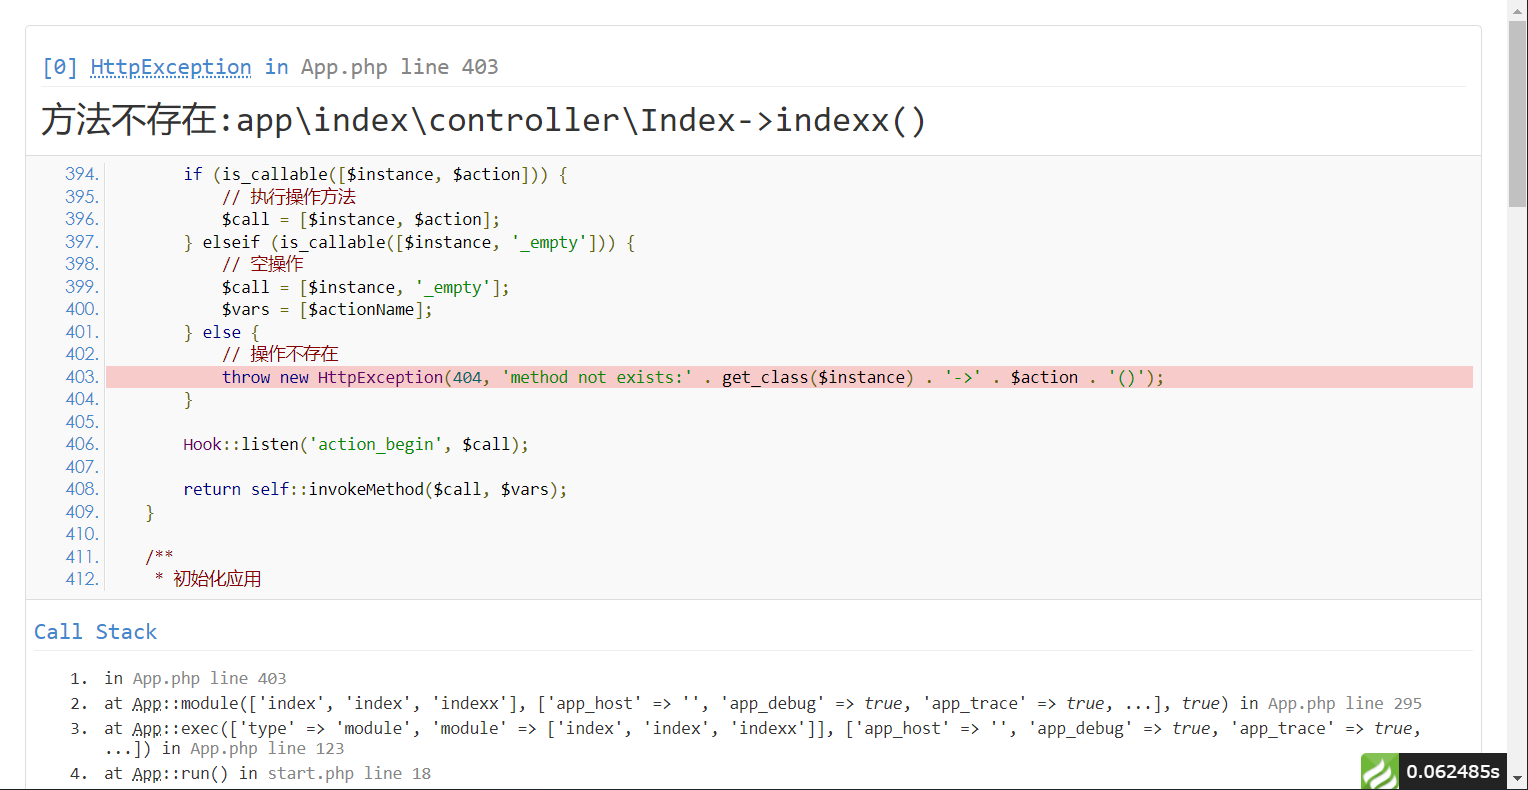 [0] HttpException in App.php line 403
方法不存在:app\index\controller\Index->indexx()
394. if (is_callable([$instance, $action])) {
395. // 执行操作方法
396. $call = [$instance, $action];
397. } elseif (is_callable([$instance, '_empty'])) {
398. // 空操作
399. $call = [$instance, '_empty'];
400. $vars = [$actionName];
401. } else {
402. // 操作不存在
403. throw new HttpException(404, 'method not exists:' . get_class($instance) . '->' . $action . '()');
404. }
405.
406. Hook::listen('action_begin', $call);
407.
408. return self::invokeMethod($call, $vars);
409. }
410.
411. /**
412. * 初始化应用
Call Stack
1. in App.php line 403
2. at App::module(['index', 'index', 'indexx'], ['app_host' => '', 'app_debug' => true, 'app_trace' => true, ...], true) in App.php line 295
3. at App::exec(['type' => 'module', 'module' => ['index', 'index', 'indexx']], ['app_host' => '', 'app_debug' => true, 'app_trace' => true,
...]) in App.php line 123
4. at App::run() in start.php line 18
0.062485s